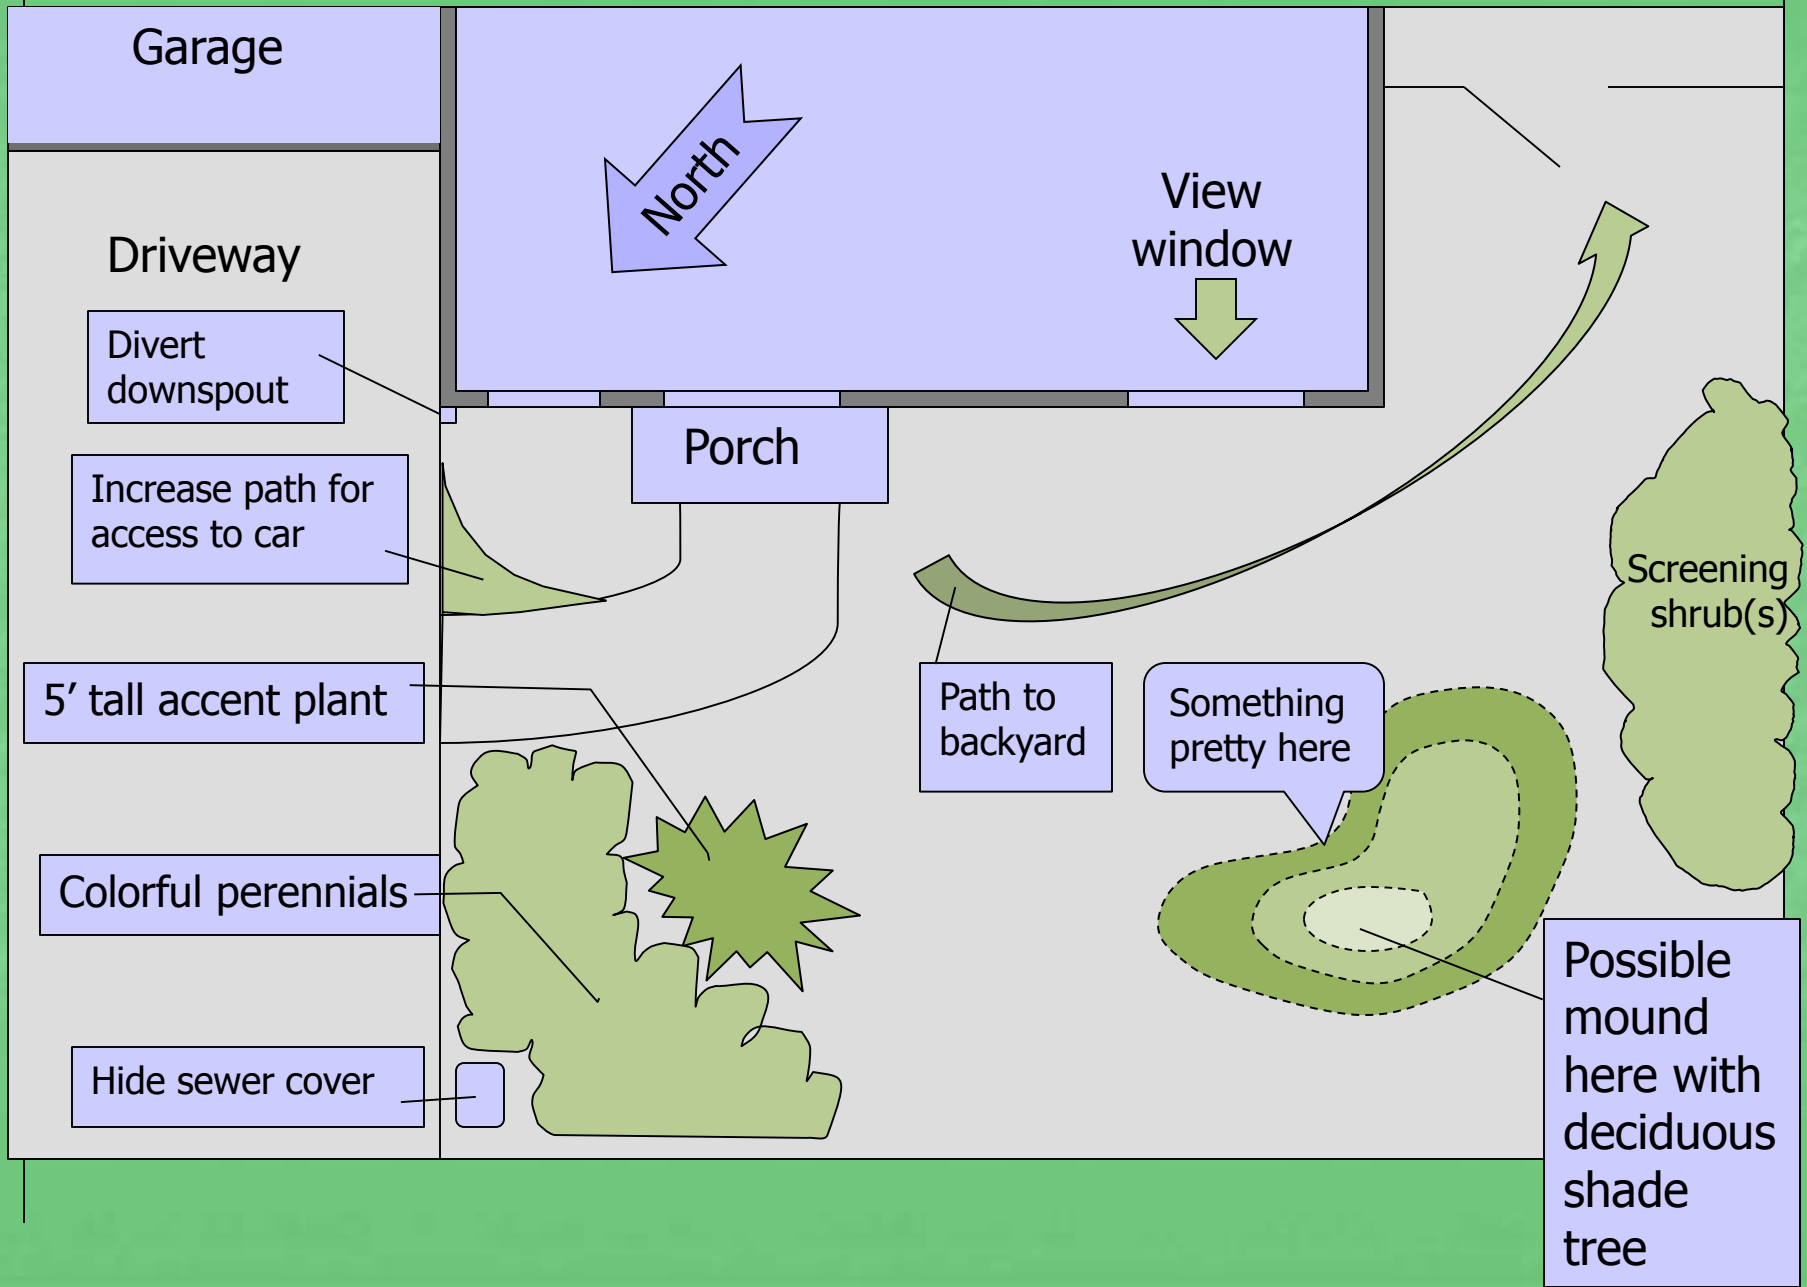 Garage
North
View
window
Driveway
Divert
downspout
Porch
Increase path for
access to car
Screening
shrub(s)
5’ tall accent plant
Path to
backyard
Something
pretty here
Colorful perennials
Possible
mound
here with
deciduous
shade
tree
Hide sewer cover